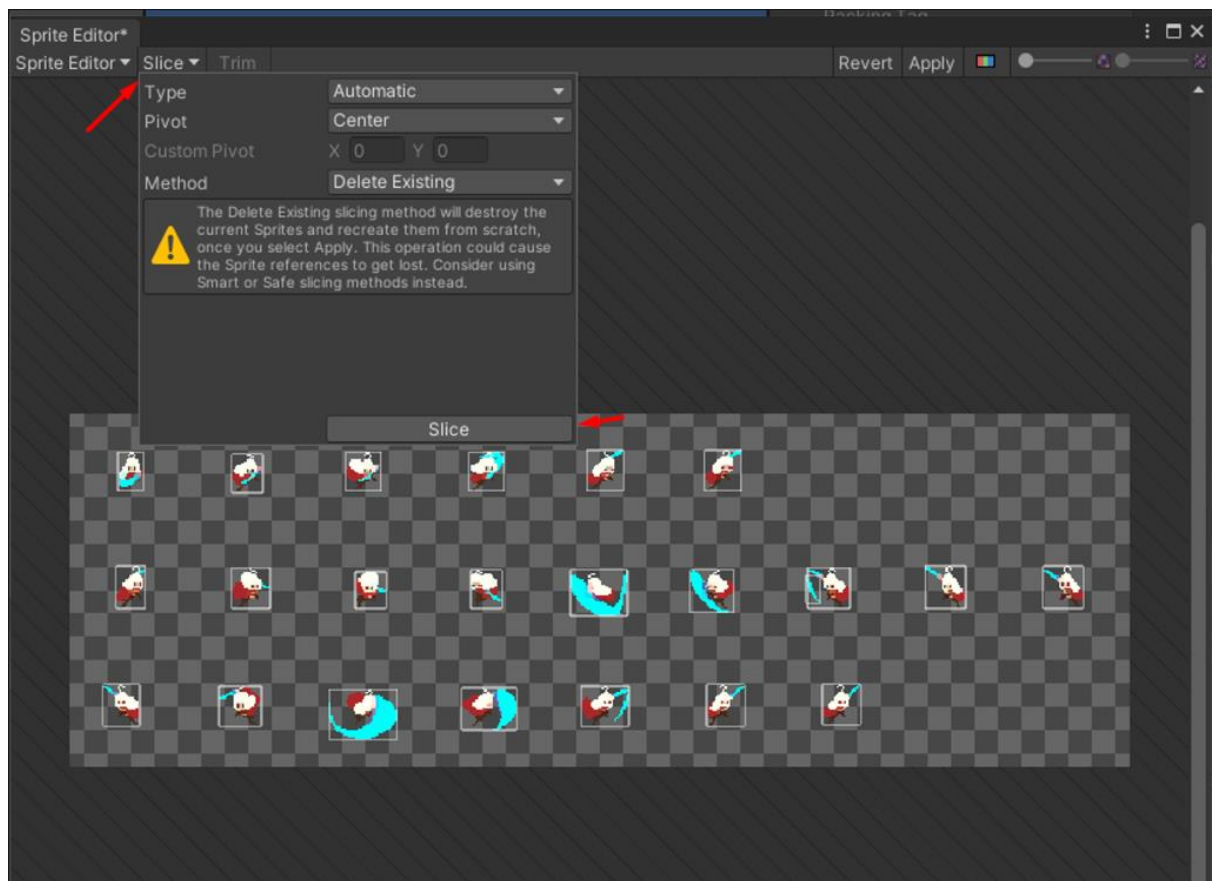 Packing Tag
Sprite Editor*
Sprite Editor Slice Trim Revert Apply
Type Automatic
Pivot Center
Custom Pivot X 0 Y 0
Method Delete Existing
The Delete Existing slicing method will destroy the
current Sprites and recreate them from scratch,
once you select Apply. This operation could cause
the Sprite references to get lost. Consider using
Smart or Safe slicing methods instead.
Slice